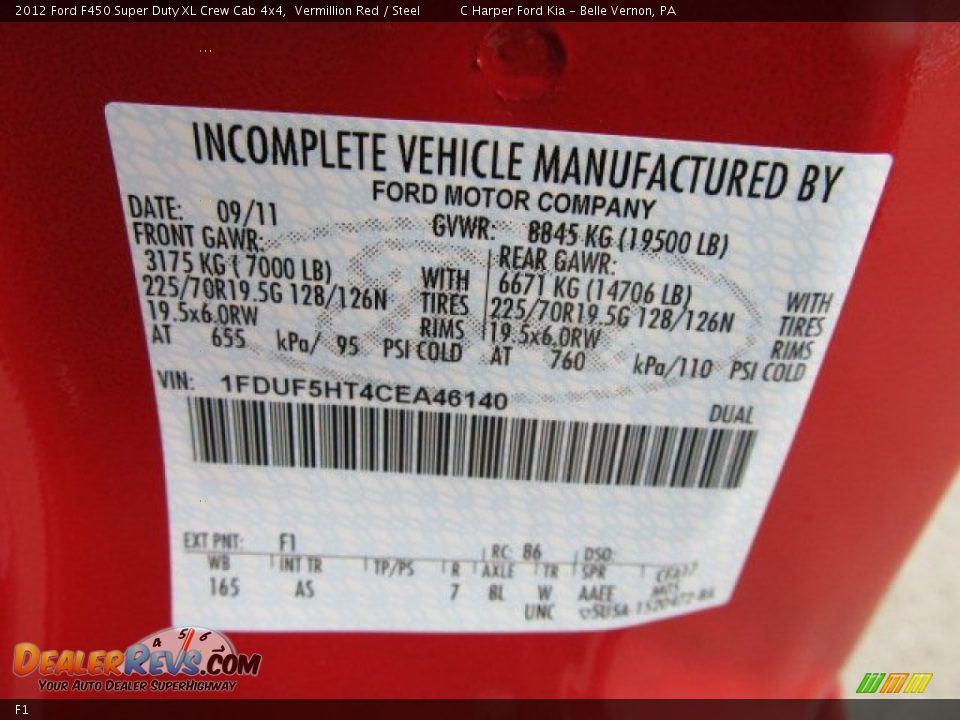 2012 Ford F450 Super Duty XL Crew Cab 4x4, Vermillion Red / Steel C Harper Ford Kia - Belle Vernon, PA
INCOMPLETE VEHICLE MANUFACTURED BY
FORD MOTOR COMPANY
DATE: 09/11 GVWR: 8845 KG (19500 LB)
FRONT GAWR: REAR GAWR:
3175 KG ( 7000 LB) WITH 6671 KG (14706 LB) WITH
225/70R19.5G 128/126N TIRES 225/70R19.5G 128/126N TIRES
19.5x6.0RW RIMS 19.5x6.0RW RIMS
AT 655 kPa/ 95 PSI COLD AT 760 kPa/110 PSI COLD
VIN: 1FDUF5HT4CEA46140
DUAL
EXT PNT: F1 RC: 86 DSO:
WB INT TR TP/PS R AXLE TR SPR
165 AS 7 8L W AAEE
UNC
DEALERREVS.COM
YOUR AUTO DEALER SUPERHIGHWAY
4 5 6
F1